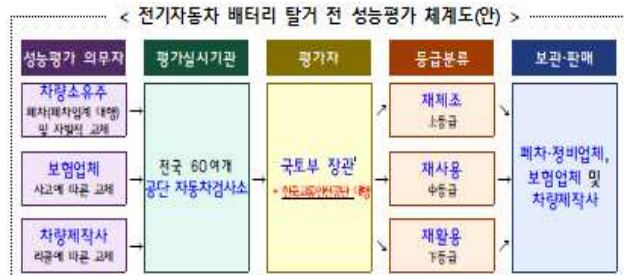 < 전기자동차 배터리 탈거 전 성능평가 체계도(안) >
성능평가 의무자
평가실시기관
평가자
등급분류
보관·판매
차량소유주
폐차(폐차업계 대행)
및 자발적 교체
보험업체
사고에 따른 교체
차량제작사
리콜에 따른 교체
전국 60여개
공단 자동차검사소
국토부 장관*
* 한국교통안전공단 대행
재제조
上등급
재사용
中등급
재활용
下등급
폐차·정비업체,
보험업체 및
차량제작사